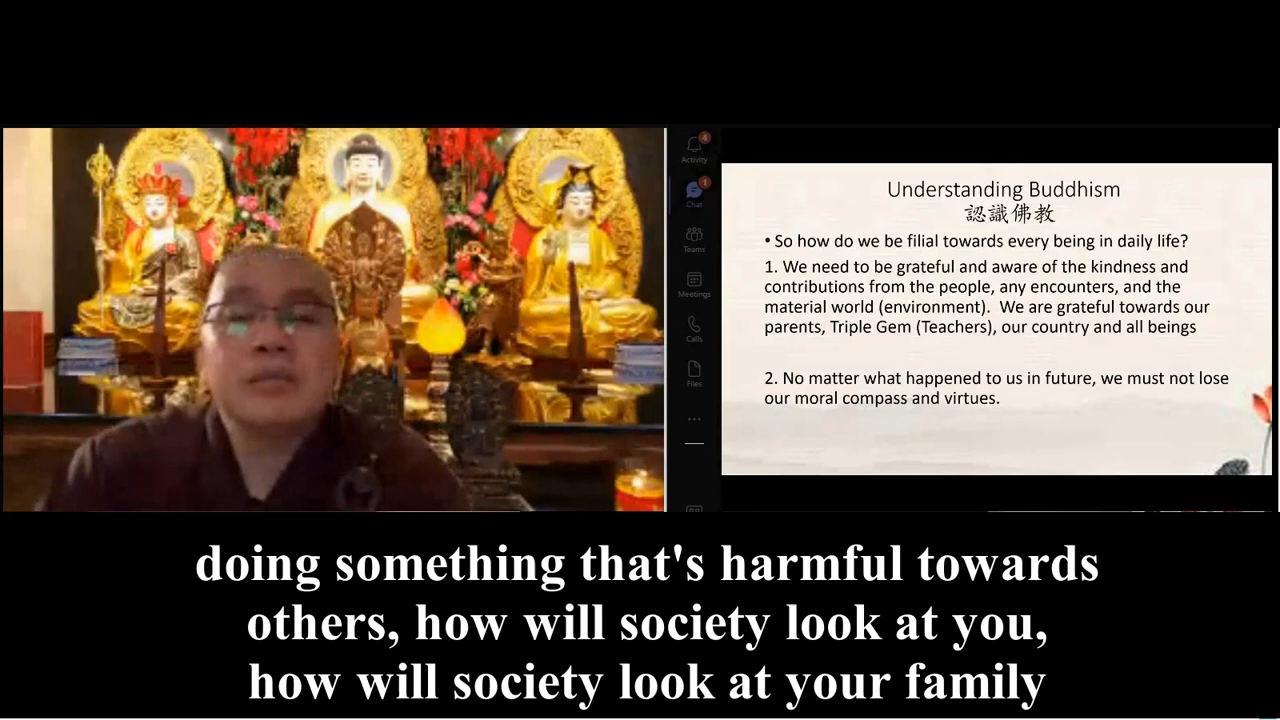 Activity
4
Chat
1
Teams
Meetings
Calls
Files
Understanding Buddhism
認識佛教
• So how do we be filial towards every being in daily life?
1. We need to be grateful and aware of the kindness and
contributions from the people, any encounters, and the
material world (environment).  We are grateful towards our
parents, Triple Gem (Teachers), our country and all beings
2. No matter what happened to us in future, we must not lose
our moral compass and virtues.
doing something that's harmful towards
others, how will society look at you,
how will society look at your family